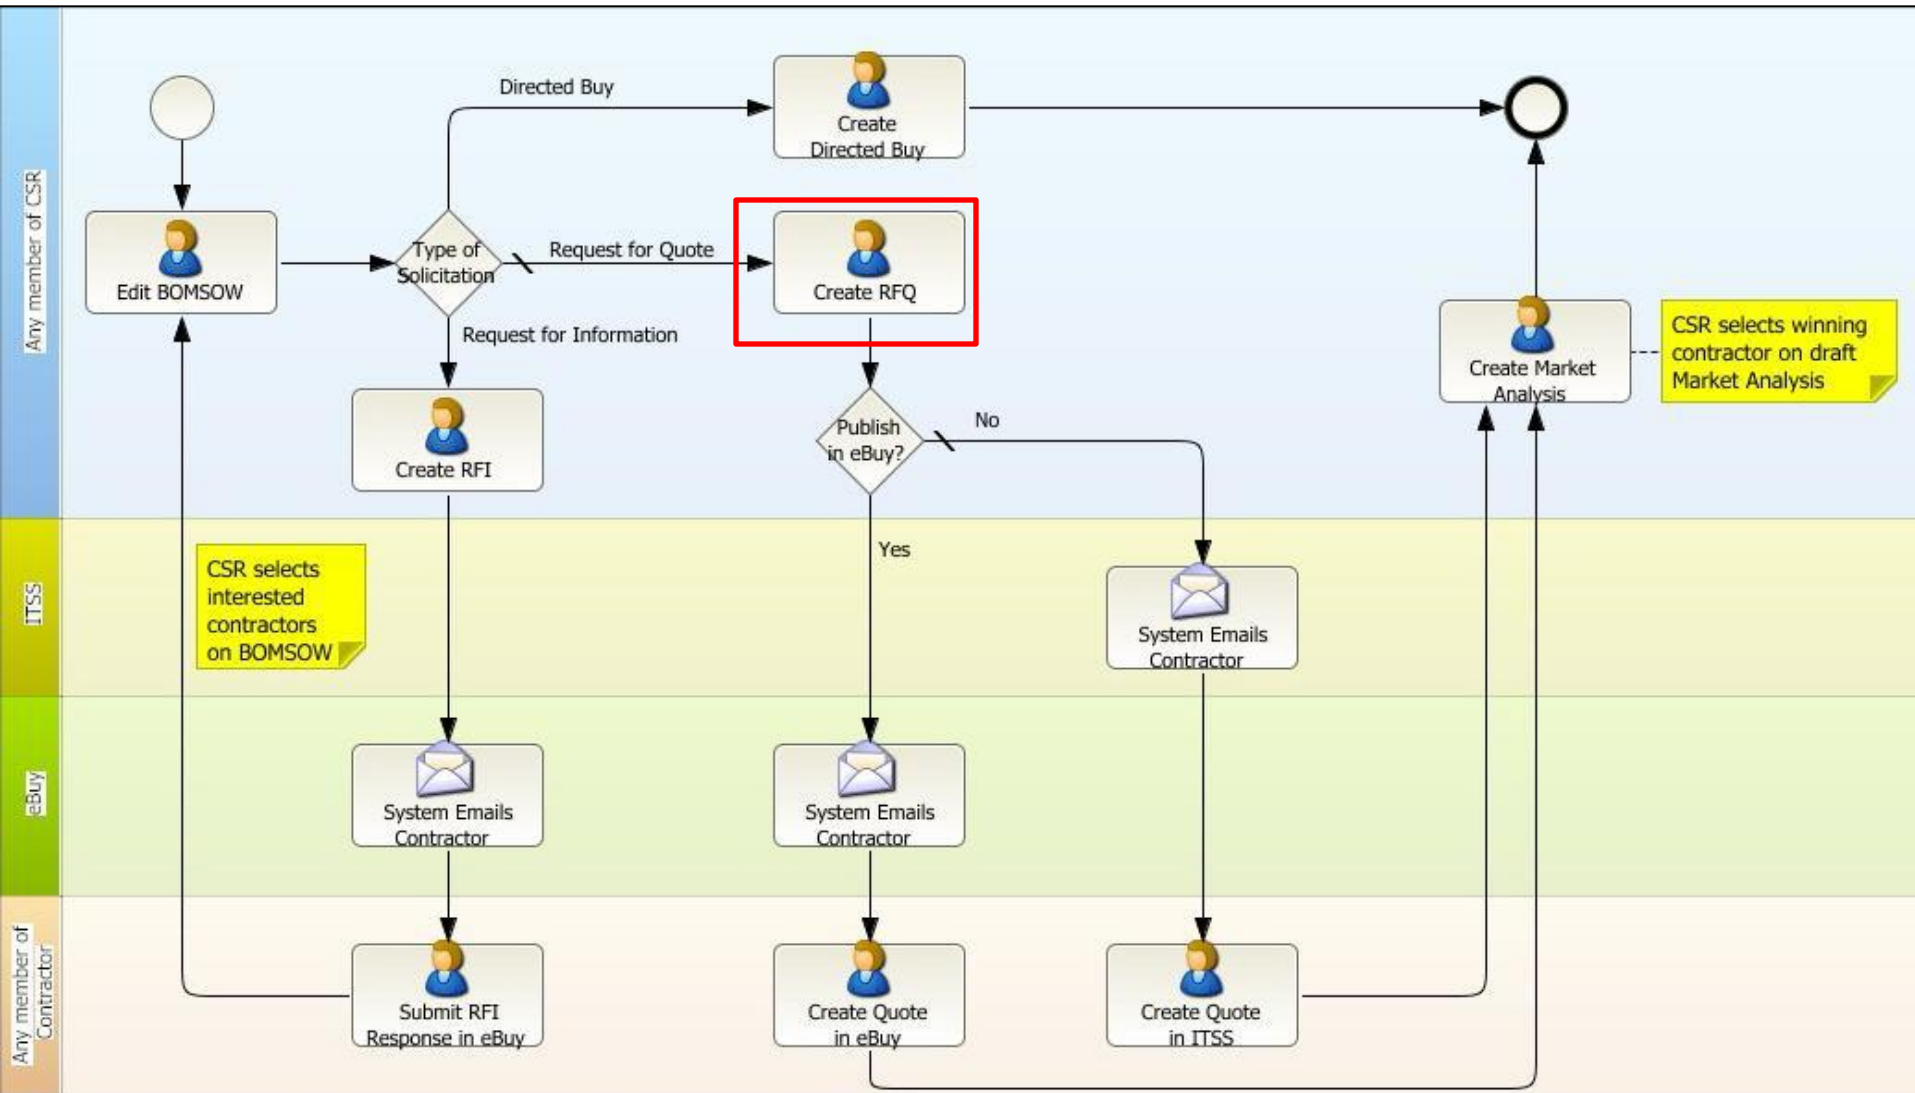 Any member of CSR
ITSS
eBuy
Any member of
Contractor
Directed Buy
Create
Directed Buy
Edit BOMSOW
Type of
Solicitation
Request for Quote
Create RFQ
Request for Information
Create RFI
Publish
in eBuy?
No
Yes
Create Market
Analysis
CSR selects winning
contractor on draft
Market Analysis
CSR selects
interested
contractors
on BOMSOW
System Emails
Contractor
System Emails
Contractor
System Emails
Contractor
Submit RFI
Response in eBuy
Create Quote
in eBuy
Create Quote
in ITSS